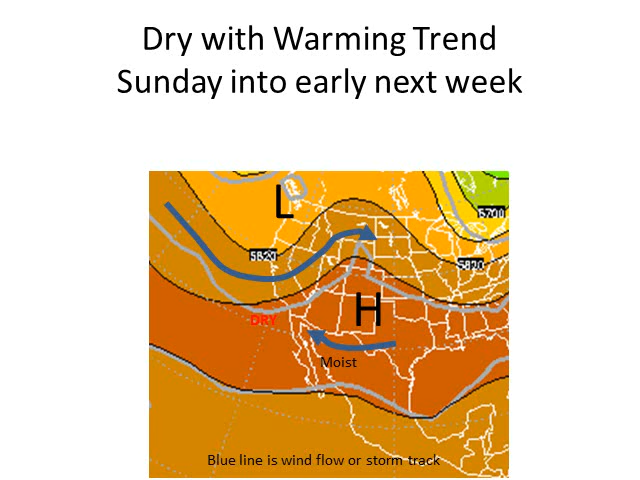 Dry with Warming Trend
Sunday into early next week
L
5700
5820
5820
H
DRY
Moist
Blue line is wind flow or storm track